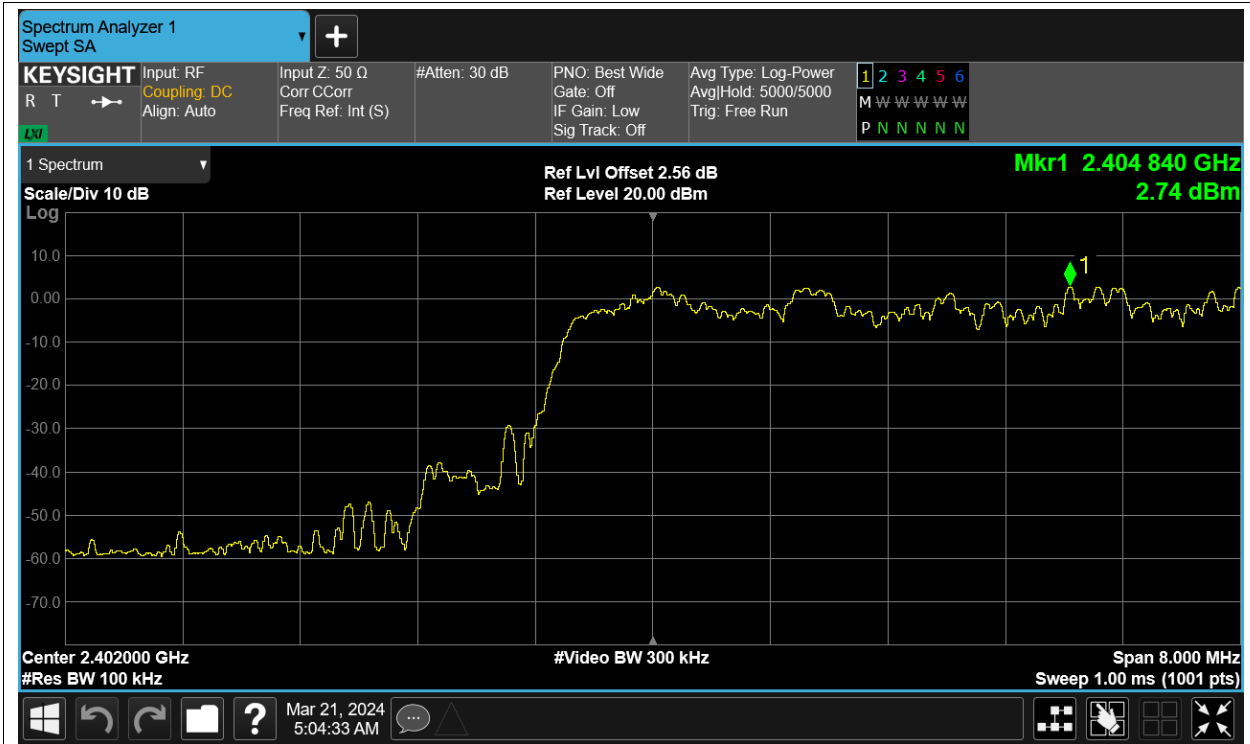 Spectrum Analyzer 1
Swept SA
KEYSIGHT
R T
LXI
Input: RF
Coupling: DC
Align: Auto
Input Z: 50 Ω
Corr CCorr
Freq Ref: Int (S)
#Atten: 30 dB
PNO: Best Wide
Gate: Off
IF Gain: Low
Sig Track: Off
Avg Type: Log-Power
Avg|Hold: 5000/5000
Trig: Free Run
1 2 3 4 5 6
M W W W W W
P N N N N N
1 Spectrum
Scale/Div 10 dB
Log
Ref Lvl Offset 2.56 dB
Ref Level 20.00 dBm
Mkr1 2.404 840 GHz
2.74 dBm
1
10.0
0.00
-10.0
-20.0
-30.0
-40.0
-50.0
-60.0
-70.0
Center 2.402000 GHz
#Video BW 300 kHz
Span 8.000 MHz
#Res BW 100 kHz
Sweep 1.00 ms (1001 pts)
?
Mar 21, 2024
5:04:33 AM